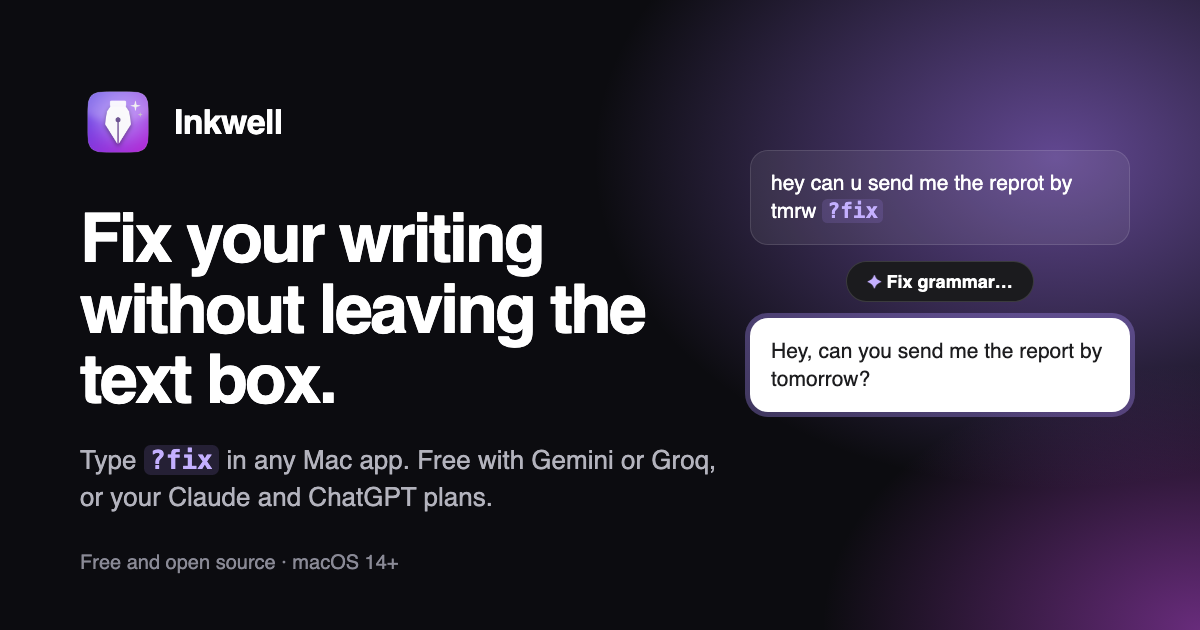 Inkwell
Fix your writing
without leaving the
text box.
Type ?fix in any Mac app. Free with Gemini or Groq,
or your Claude and ChatGPT plans.
Free and open source · macOS 14+
hey can u send me the reprot by
tmrw ?fix
Fix grammar...
Hey, can you send me the report by
tomorrow?